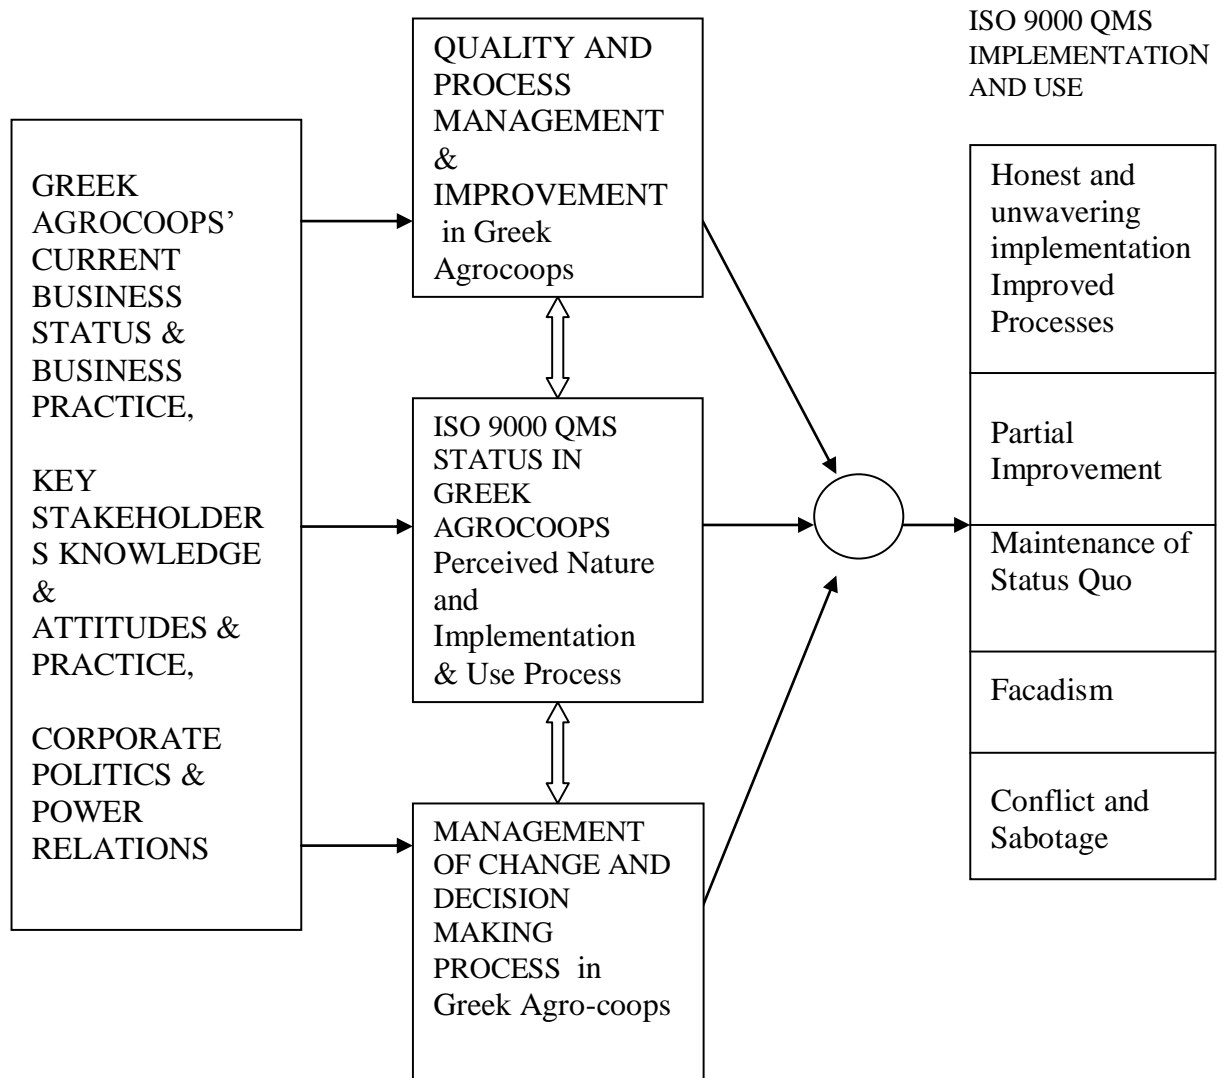 GREEK
AGROCOOPS’
CURRENT
BUSINESS
STATUS &
BUSINESS
PRACTICE,
KEY
STAKEHOLDER
S KNOWLEDGE
&
ATTITUDES &
PRACTICE,
CORPORATE
POLITICS &
POWER
RELATIONS
QUALITY AND
PROCESS
MANAGEMENT
&
IMPROVEMENT
in Greek
Agrocoops
ISO 9000 QMS
STATUS IN
GREEK
AGROCOOPS
Perceived Nature
and
Implementation
& Use Process
MANAGEMENT
OF CHANGE AND
DECISION
MAKING
PROCESS in
Greek Agro-coops
ISO 9000 QMS
IMPLEMENTATION
AND USE
Honest and
unwavering
implementation
Improved
Processes
Partial
Improvement
Maintenance of
Status Quo
Facadism
Conflict and
Sabotage